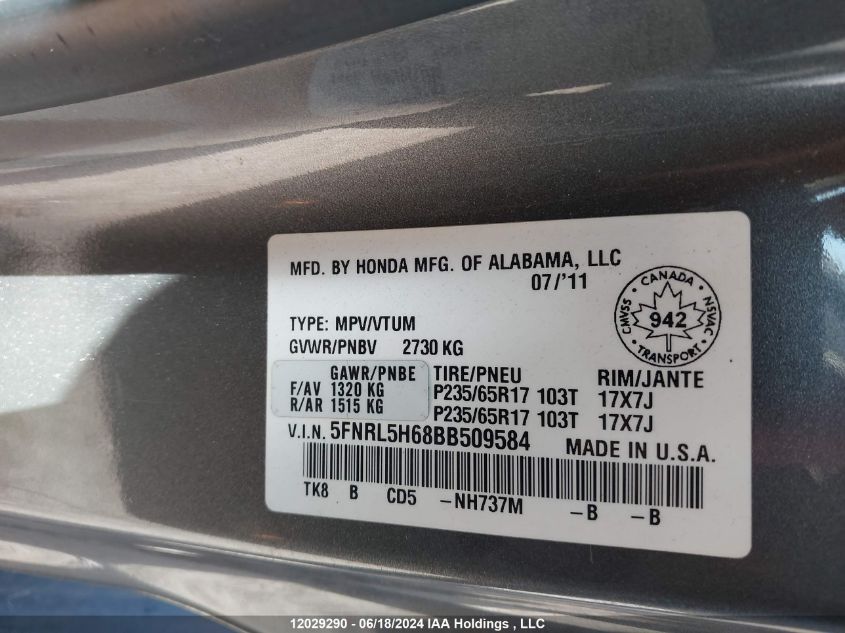 MFD. BY HONDA MFG. OF ALABAMA, LLC
07/'11
CANADA
CMVSS
942
NSVAC
TRANSPORT
TYPE: MPV/VTUM
GVWR/PNBV 2730 KG
GAWR/PNBE TIRE/PNEU RIM/JANTE
F/AV 1320 KG P235/65R17 103T 17X7J
R/AR 1515 KG P235/65R17 103T 17X7J
V.I.N. 5FNRL5H68BB509584 MADE IN U.S.A.
TK8 B CD5 -NH737M -B -B
12029290 - 06/18/2024 IAA Holdings , LLC